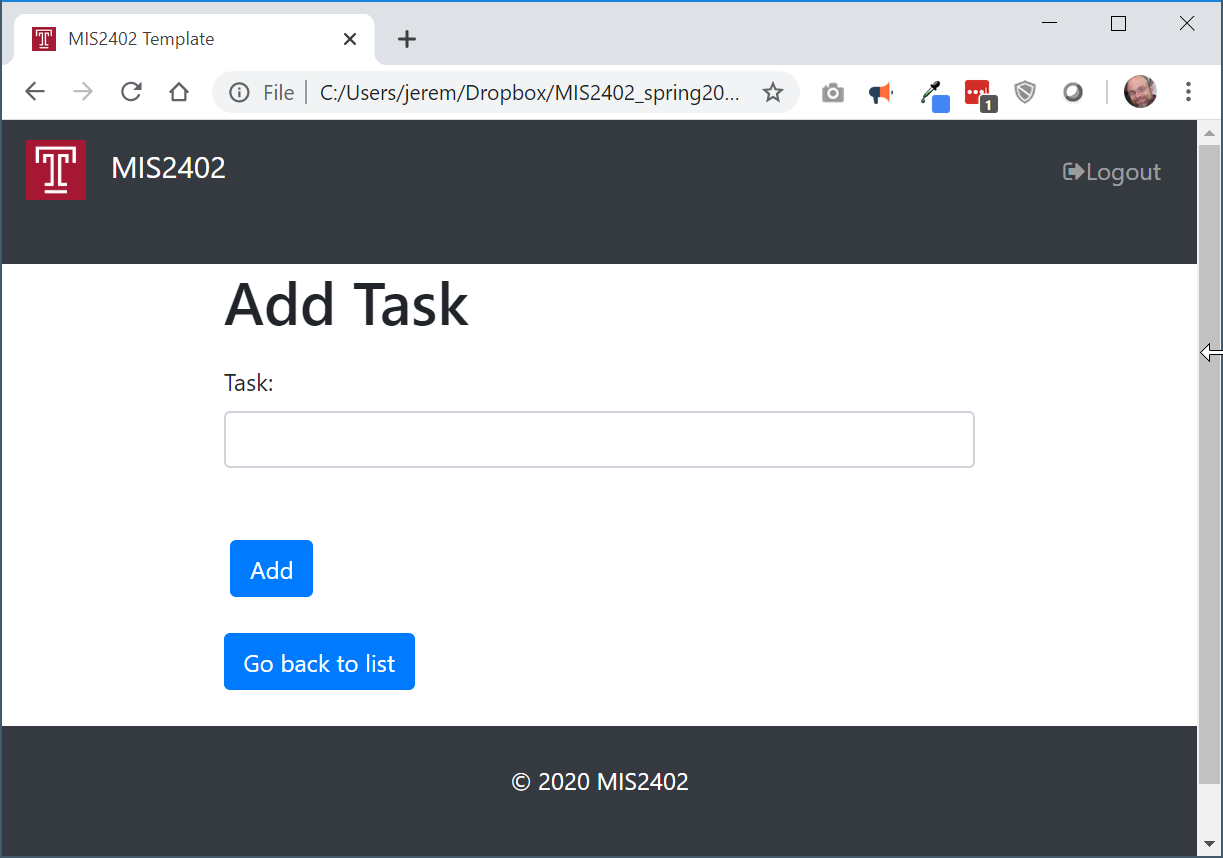 MIS2402 Template
File C:/Users/jerem/Dropbox/MIS2402_spring20...
1
T MIS2402
Logout
Add Task
Task:
Add
Go back to list
© 2020 MIS2402